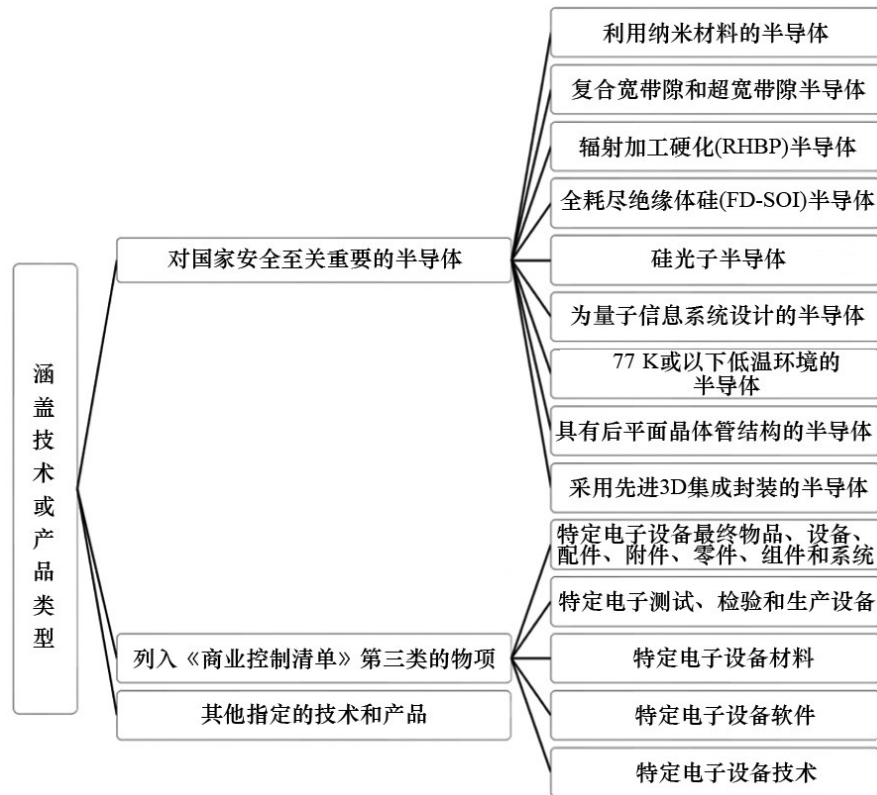 涵盖技术或产品类型
对国家安全至关重要的半导体
利用纳米材料的半导体
复合宽带隙和超宽带隙半导体
辐射加工硬化(RHBP)半导体
全耗尽绝缘体硅(FD-SOI)半导体
硅光子半导体
为量子信息系统设计的半导体
77 K或以下低温环境的
半导体
具有后平面晶体管结构的半导体
采用先进3D集成封装的半导体
列入《商业控制清单》第三类的物项
特定电子设备最终物品、设备、
配件、附件、零件、组件和系统
特定电子测试、检验和生产设备
特定电子设备材料
特定电子设备软件
特定电子设备技术
其他指定的技术和产品